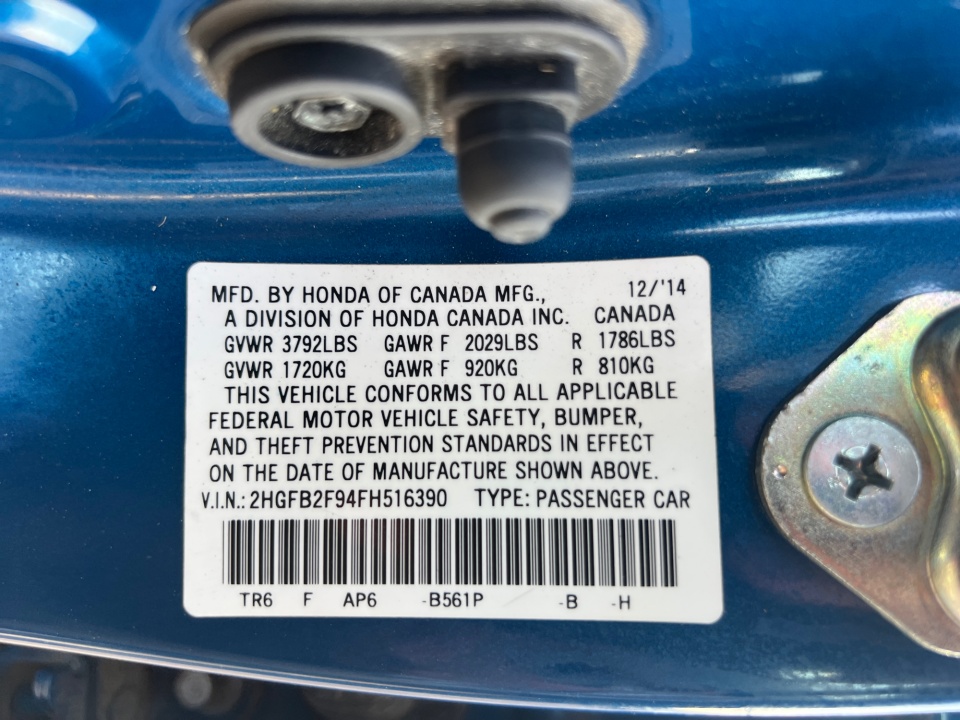 MFD. BY HONDA OF CANADA MFG., 12/'14
A DIVISION OF HONDA CANADA INC. CANADA
GVWR 3792LBS GAWR F 2029LBS R 1786LBS
GVWR 1720KG GAWR F 920KG R 810KG
THIS VEHICLE CONFORMS TO ALL APPLICABLE
FEDERAL MOTOR VEHICLE SAFETY, BUMPER,
AND THEFT PREVENTION STANDARDS IN EFFECT
ON THE DATE OF MANUFACTURE SHOWN ABOVE.
V.I.N.: 2HGFB2F94FH516390 TYPE: PASSENGER CAR
TR6 F AP6 -B561P -B -H